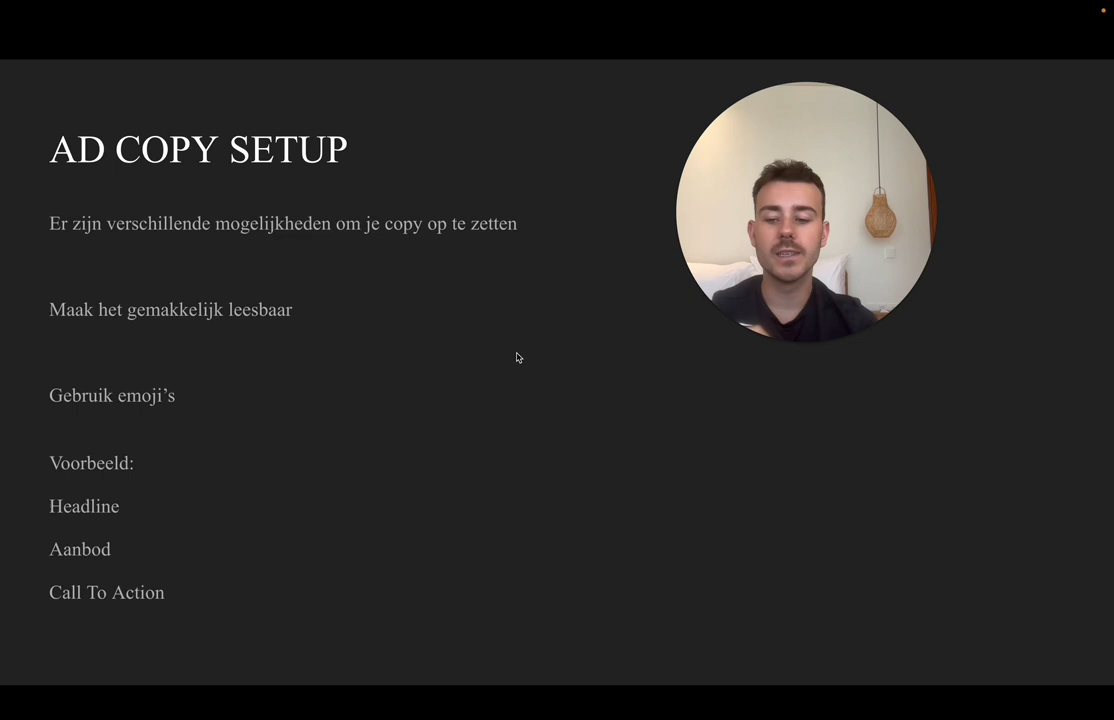 AD COPY SETUP
Er zijn verschillende mogelijkheden om je copy op te zetten
Maak het gemakkelijk leesbaar
Gebruik emoji’s
Voorbeeld:
Headline
Aanbod
Call To Action